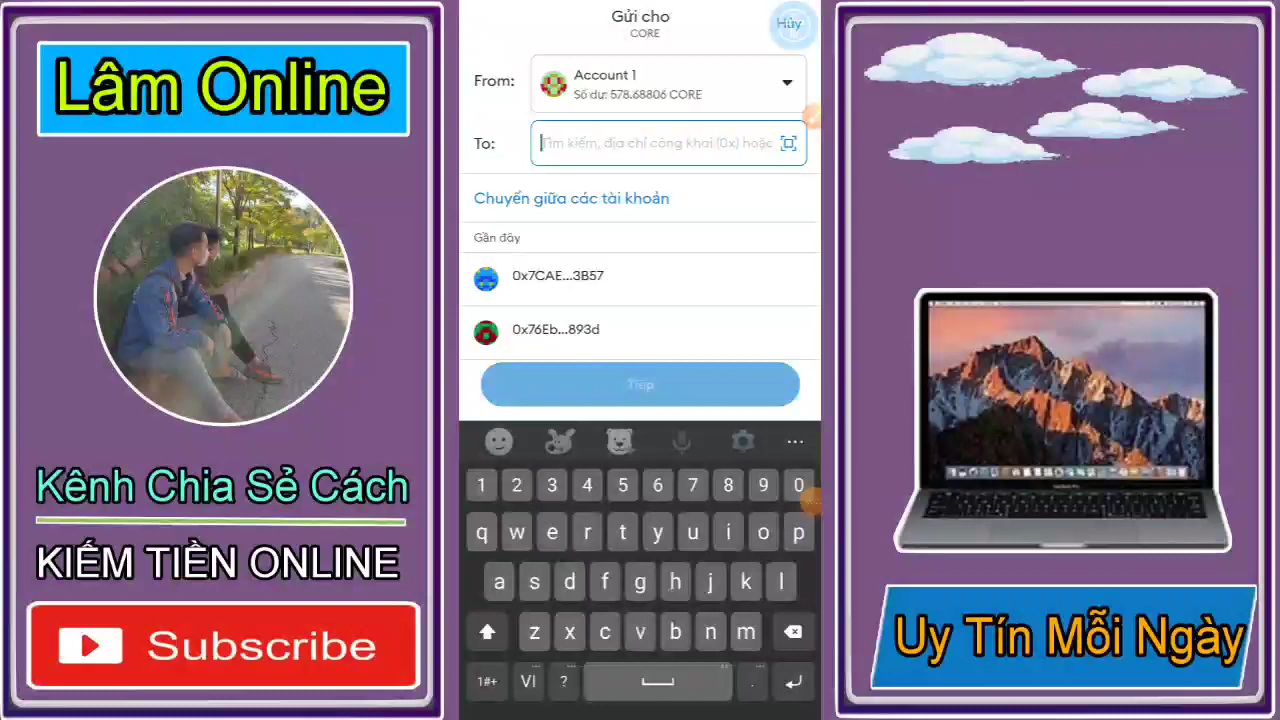 Lâm Online
Kênh Chia Sẻ Cách
KIẾM TIỀN ONLINE
Subscribe
Gửi cho
CORE
Hủy
From:
Account 1
Số dư: 578.68806 CORE
To:
Tìm kiếm, địa chỉ công khai (0x) hoặc
Chuyển giữa các tài khoản
Gần đây
0x7CAE...3B57
0x76Eb...893d
Tiếp
1 2 3 4 5 6 7 8 9 0
q w e r t y u i o p
a s d f g h j k l
z x c v b n m
1#+ VI ? .
Uy Tín Mỗi Ngày